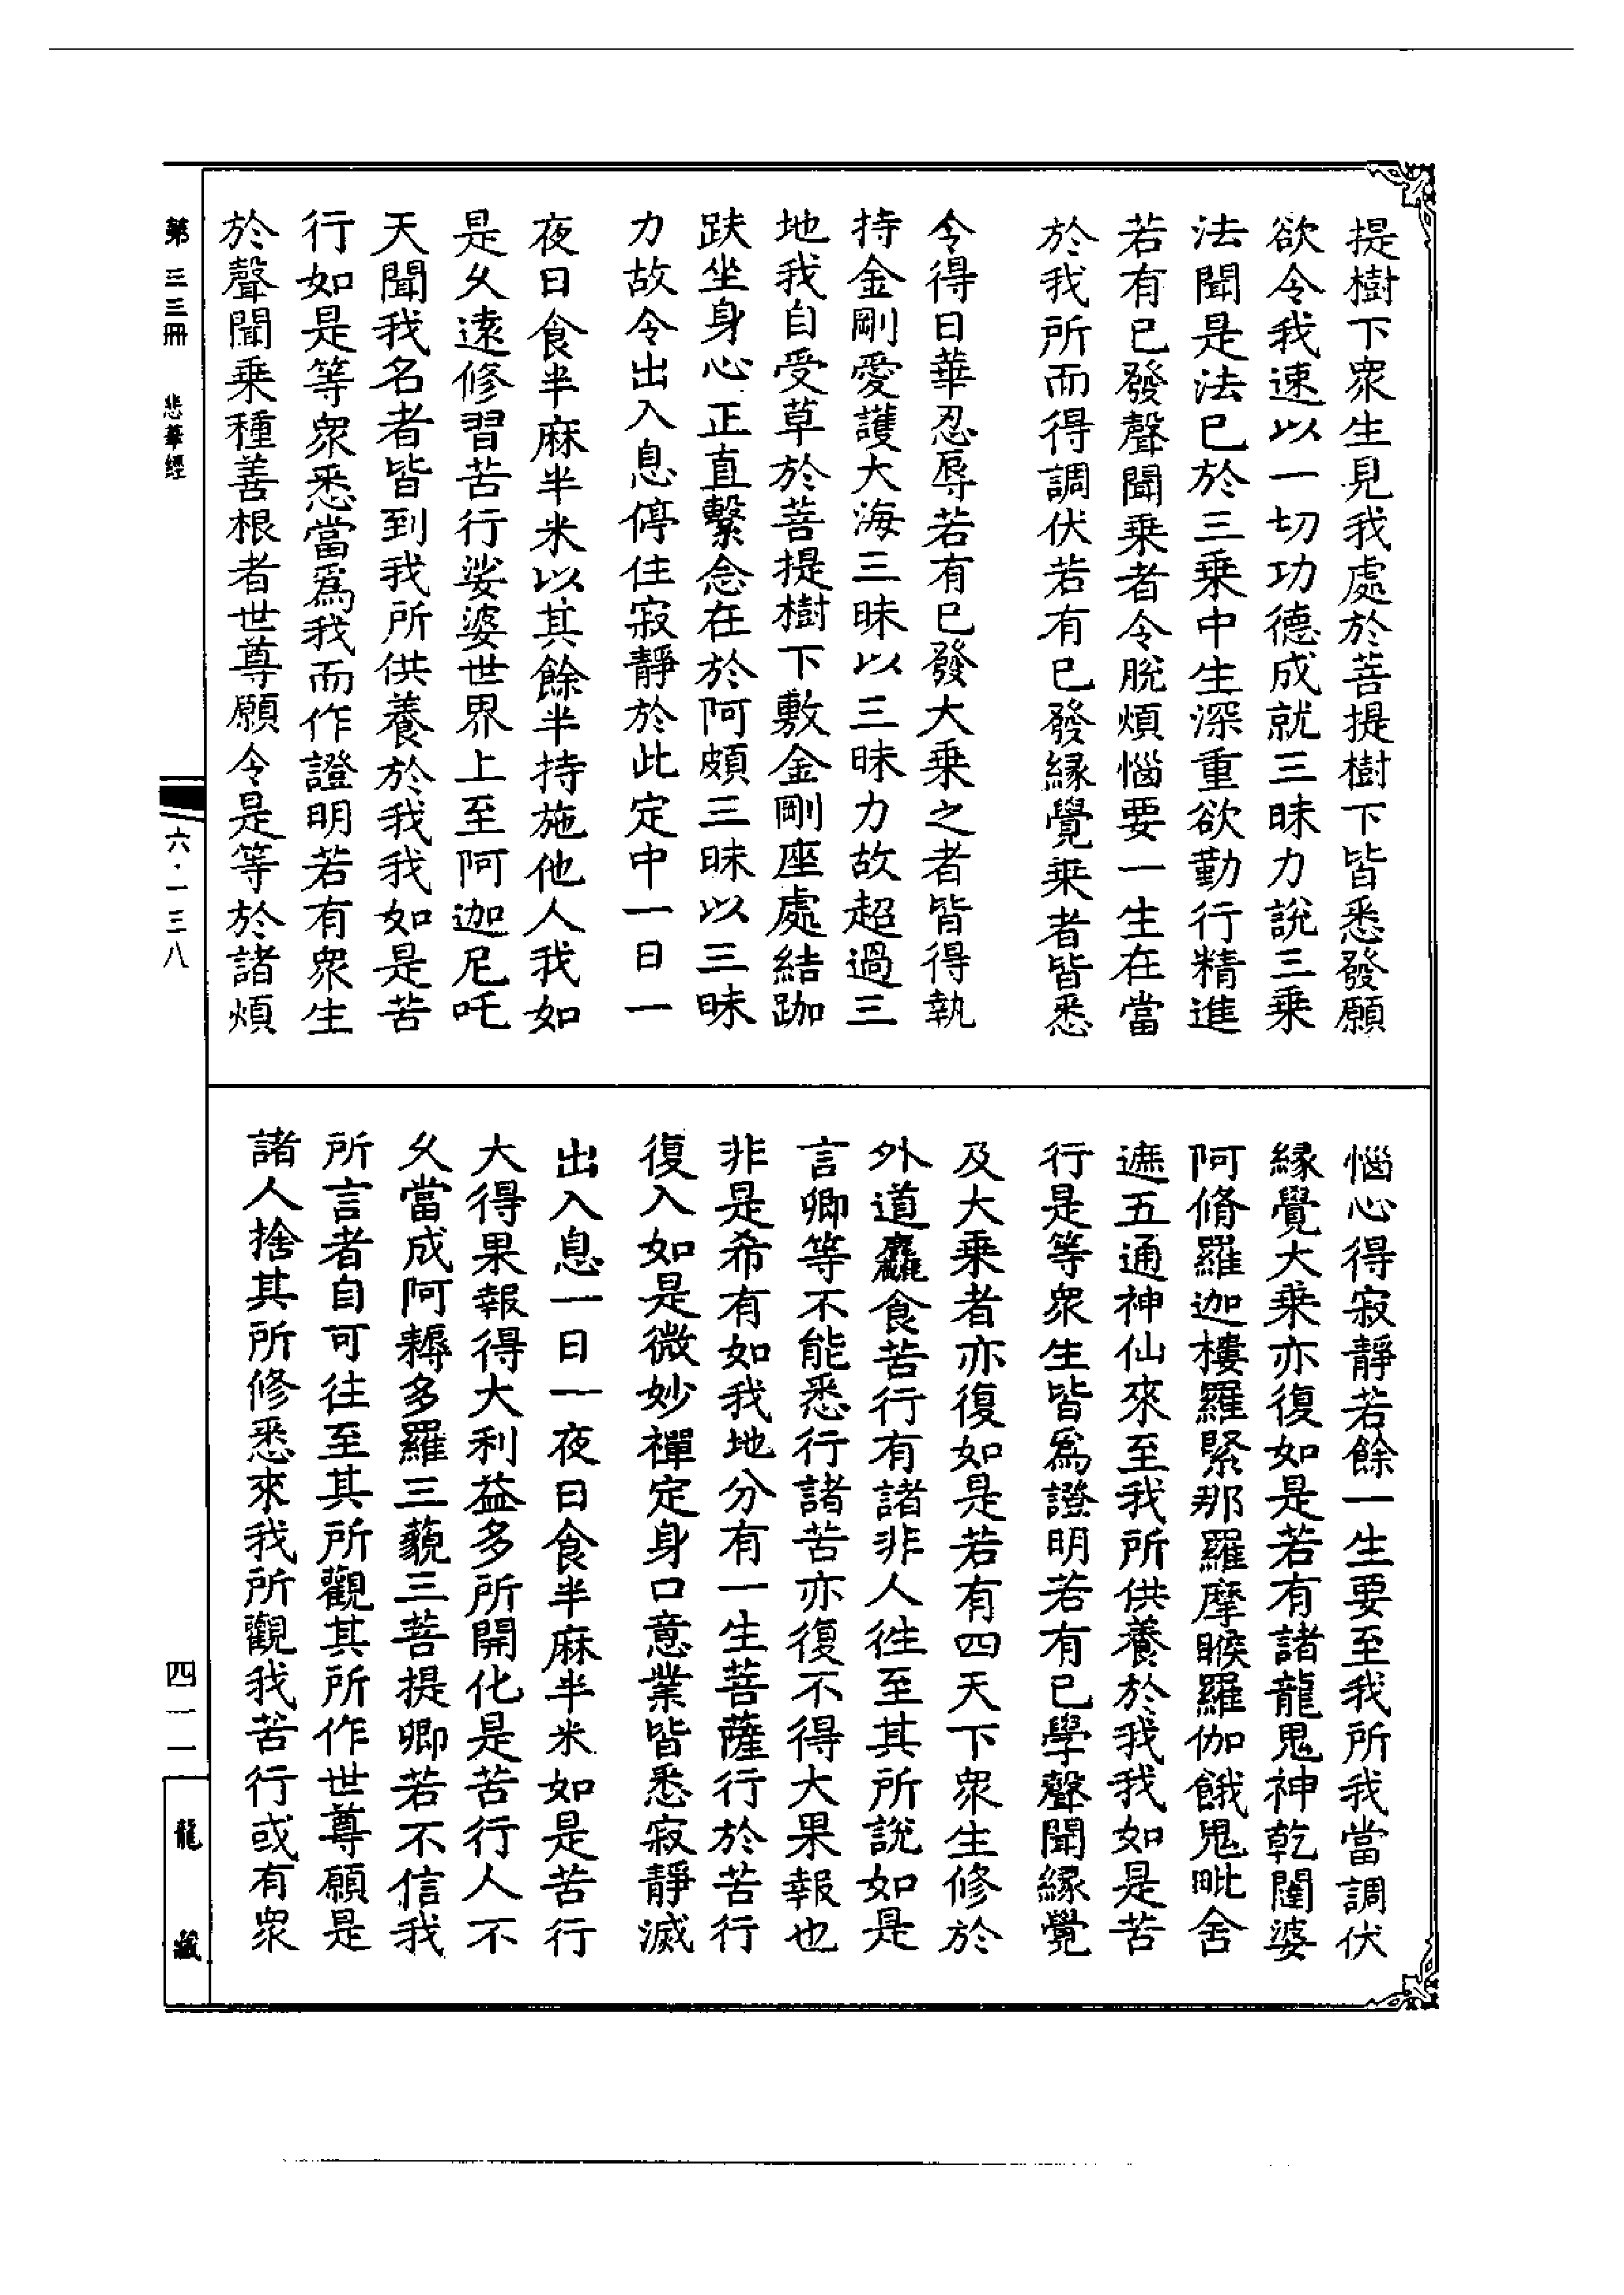 提樹下衆生見我處於菩提樹下皆悉發願
欲令我速以一切功德成就三昧力說三乘
法聞是法已於三乘中生深重欲勤行精進
若有已發聲聞乘者令脫煩惱要一生在當
於我所而得調伏若有已發緣覺乘者皆悉
令得日華忍辱若有已發大乘之者皆得執
持金剛愛護大海三昧以三昧力故超過三
地我自受草於菩提樹下敷金剛座處結跏
趺坐身心正直繫念在於阿頗三昧以三昧
力故令出入息停住寂靜於此定中一日一
夜日食半麻半米以其餘半持施他人我如
是久遠修習苦行娑婆世界上至阿迦尼吒
天聞我名者皆到我所供養於我我如是苦
行如是等衆悉當爲我而作證明若有衆生
於聲聞乘種善根者世尊願令是等於諸煩
惱心得寂靜若餘一生要至我所我當調伏
緣覺大乘亦復如是若有諸龍鬼神乾闥婆
阿脩羅迦樓羅緊那羅摩睺羅伽餓鬼毗舍
遮五通神仙來至我所供養於我我如是苦
行是等衆生皆爲證明若有已學聲聞緣覺
及大乘者亦復如是若有四天下衆生修於
外道麤食苦行有諸非人往至其所說如是
言卿等不能悉行諸苦亦復不得大果報也
非是希有如我地分有一生菩薩行於苦行
復入如是微妙禪定身口意業皆悉寂靜滅
出入息一日一夜日食半麻半米如是苦行
大得果報得大利益多所開化是苦行人不
久當成阿耨多羅三藐三菩提卿若不信我
所言者自可往至其所觀其所作世尊願是
諸人捨其所修悉來我所觀我苦行或有衆
第三三冊 悲華經
六·一三八
四一一
龍藏